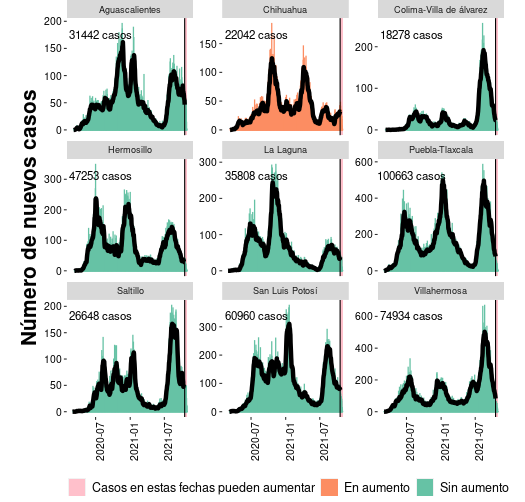 Número de nuevos casos
Aguascalientes
Chihuahua
Colima-Villa de álvarez
200
150
100
50
0
31442 casos
150
100
50
0
22042 casos
200
100
0
18278 casos
Hermosillo
La Laguna
Puebla-Tlaxcala
300
200
100
0
47253 casos
300
200
100
0
35808 casos
600
400
200
0
100663 casos
Saltillo
San Luis Potosí
Villahermosa
200
150
100
50
0
26648 casos
300
200
100
0
60960 casos
600
400
200
0
74934 casos
2020-07
2021-01
2021-07
2020-07
2021-01
2021-07
2020-07
2021-01
2021-07
Casos en estas fechas pueden aumentar
En aumento
Sin aumento